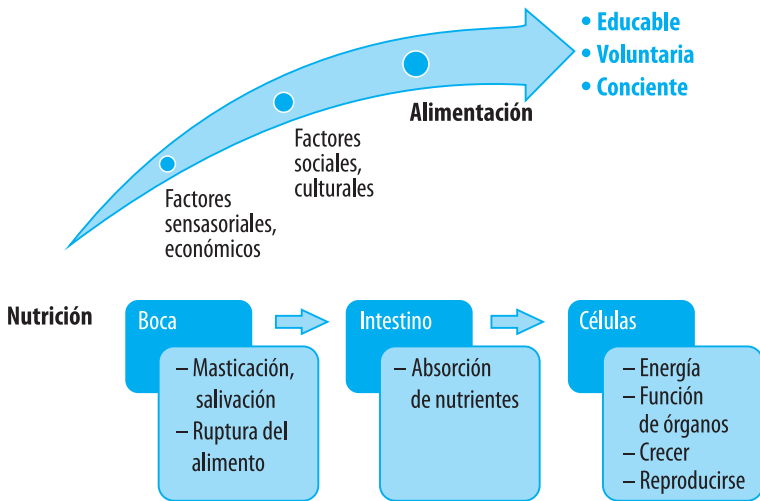 • Educable
• Voluntaria
• Conciente
Alimentación
Factores
sociales,
culturales
Factores
sensasoriales,
económicos
Nutrición
Boca
– Masticación,
salivación
– Ruptura del
alimento
Intestino
– Absorción
de nutrientes
Células
– Energía
– Función
de órganos
– Crecer
– Reproducirse